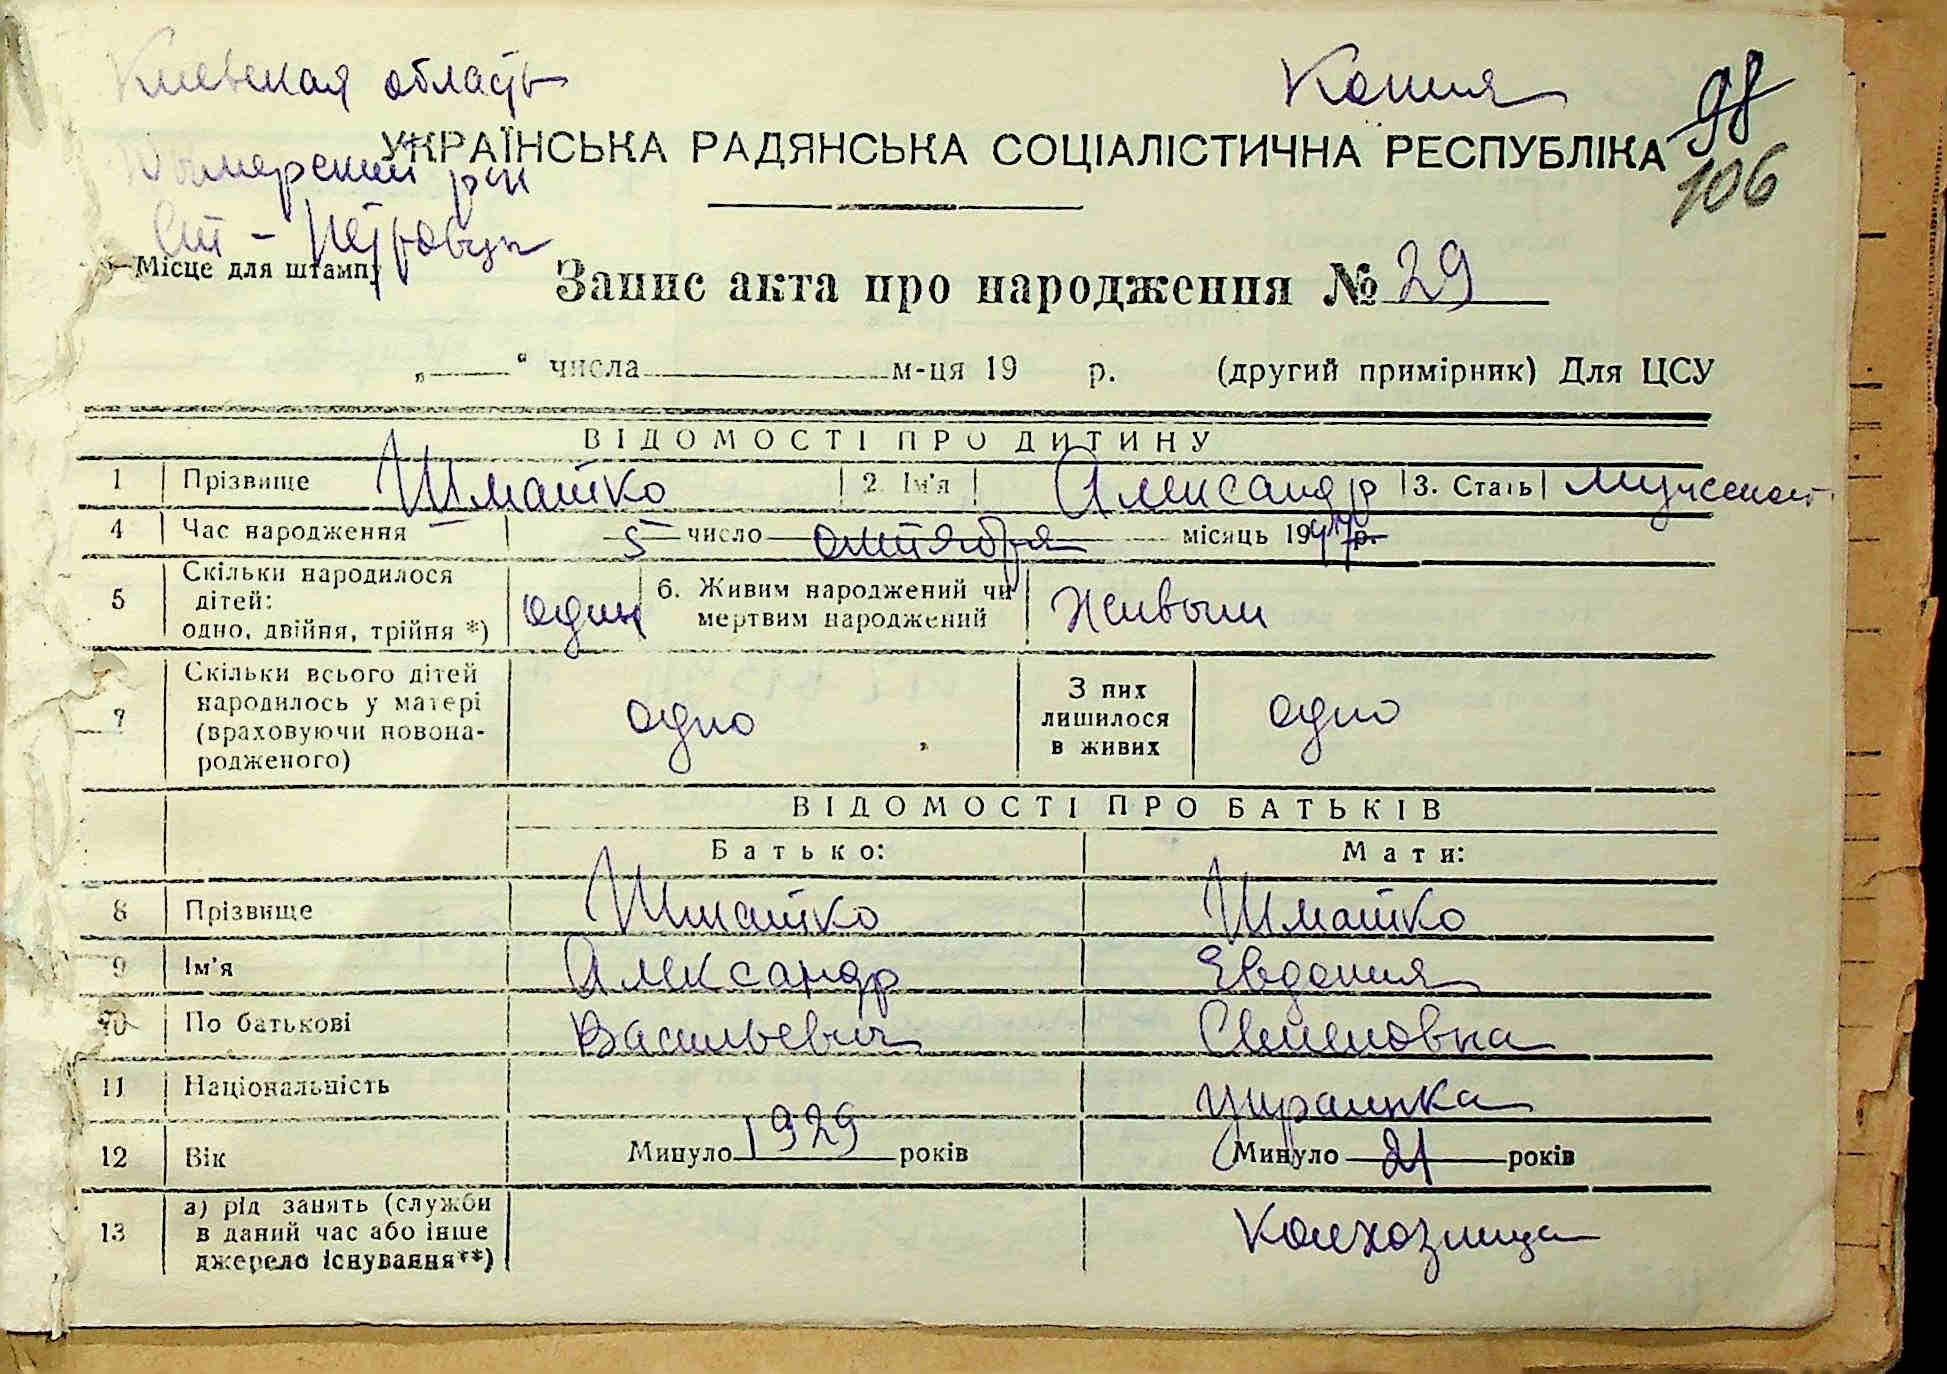 Киевская область
Копия
98
УКРАЇНСЬКА РАДЯНСЬКА СОЦІАЛІСТИЧНА РЕСПУБЛІКА
106
Дымерский р-н
Ст-Петровцы
Місце для штампу
Запис акта про народження № 29
„ “ числа м-ця 19 р. (другий примірник) Для ЦСУ
ВІДОМОСТІ ПРО ДИТИНУ
1 Прізвище Шматко 2. Ім'я Александр 3. Стать Мужской
4 Час народження 5 число октября місяць 1947 р.
5 Скільки народилося дітей: одно, двійня, трійня *) один 6. Живим народжений чи мертвим народжений Живым
7 Скільки всього дітей народилось у матері (враховуючи новонародженого) одно З них лишилося в живих одно
ВІДОМОСТІ ПРО БАТЬКІВ
Батько: Мати:
8 Прізвище Шматко Шматко
9 Ім'я Александр Евдокия
10 По батькові Васильевич Семеновна
11 Національність украинка
12 Вік Минуло 1929 років Минуло 21 років
13 а) рід занять (служби в даний час або інше джерело існування**) Колхозница